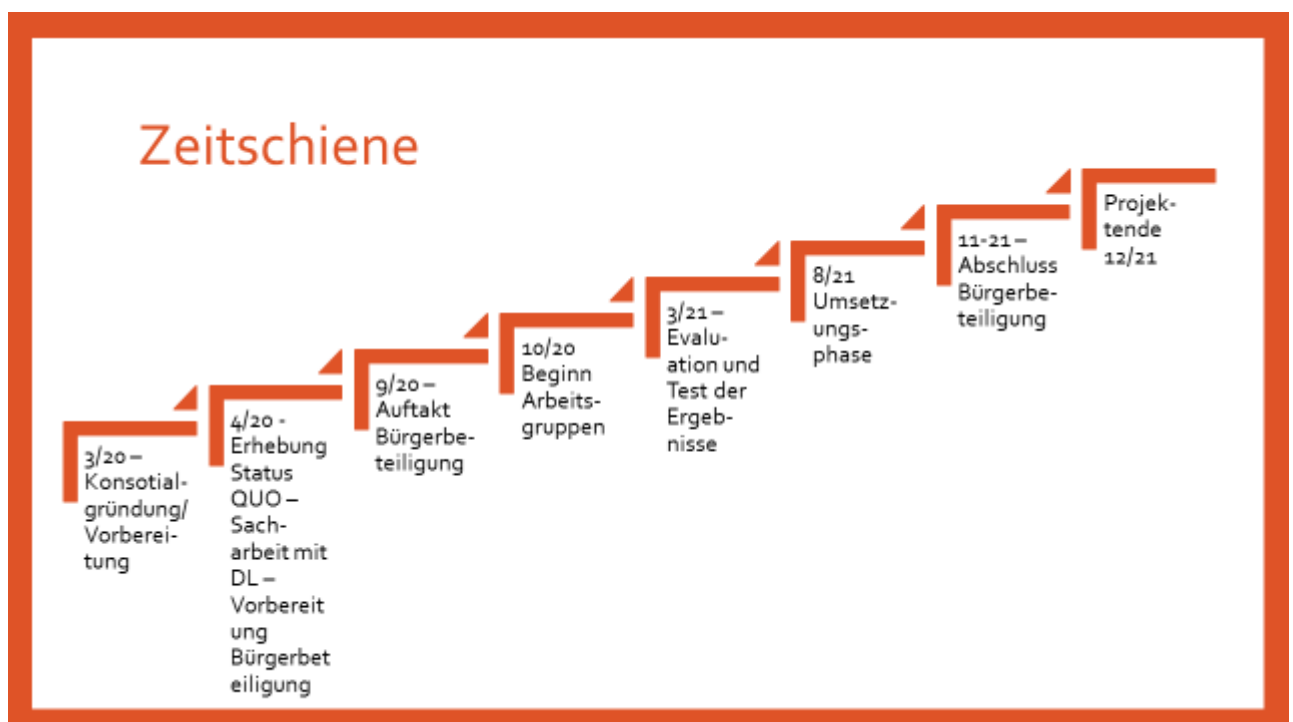 Zeitschiene
3/20 –
Konsotial-
gründung/
Vorberei-
tung
4/20 -
Erhebung
Status
QUO –
Sach-
arbeit mit
DL –
Vorbereit
ung
Bürgerbet
eiligung
9/20 –
Auftakt
Bürgerbe-
teiligung
10/20
Beginn
Arbeits-
gruppen
3/21 –
Evalu-
ation und
Test der
Ergeb-
nisse
8/21
Umsetz-
ungs-
phase
11-21 –
Abschluss
Bürgerbe-
teiligung
Projek-
tende
12/21